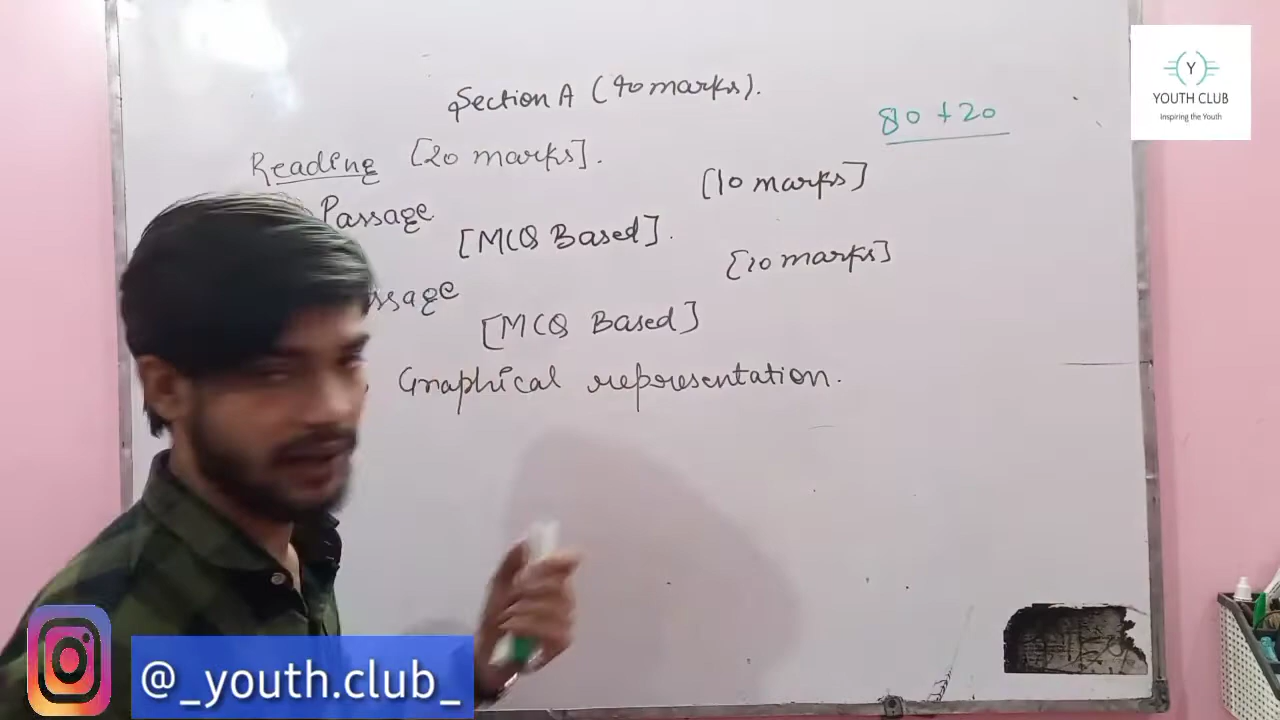 Section A (40 marks).
80 + 20
Reading [20 marks].
Passage
[10 marks]
[MCQ Based].
ssage
[10 marks]
[MCQ Based]
Graphical representation.
Y
YOUTH CLUB
Inspiring the Youth
@_youth.club_